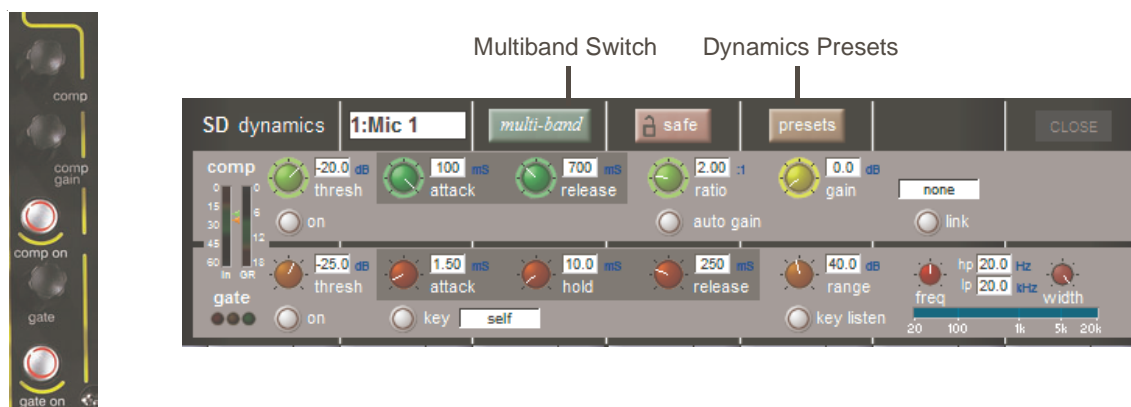 Multiband Switch Dynamics Presets
comp
comp
gain
comp on
gate
gate on
SD dynamics 1:Mic 1 multi-band safe presets CLOSE
comp -20.0 dB 100 mS 700 mS 2.00 :1 0.0 dB
thresh attack release ratio gain none
0 0
15 6
30
45 12
60 18
In GR
on auto gain link
-25.0 dB 1.50 mS 10.0 mS 250 mS 40.0 dB hp 20.0 Hz
lp 20.0 kHz
thresh attack hold release range freq width
gate
on key self key listen
20 100 1k 5k 20k